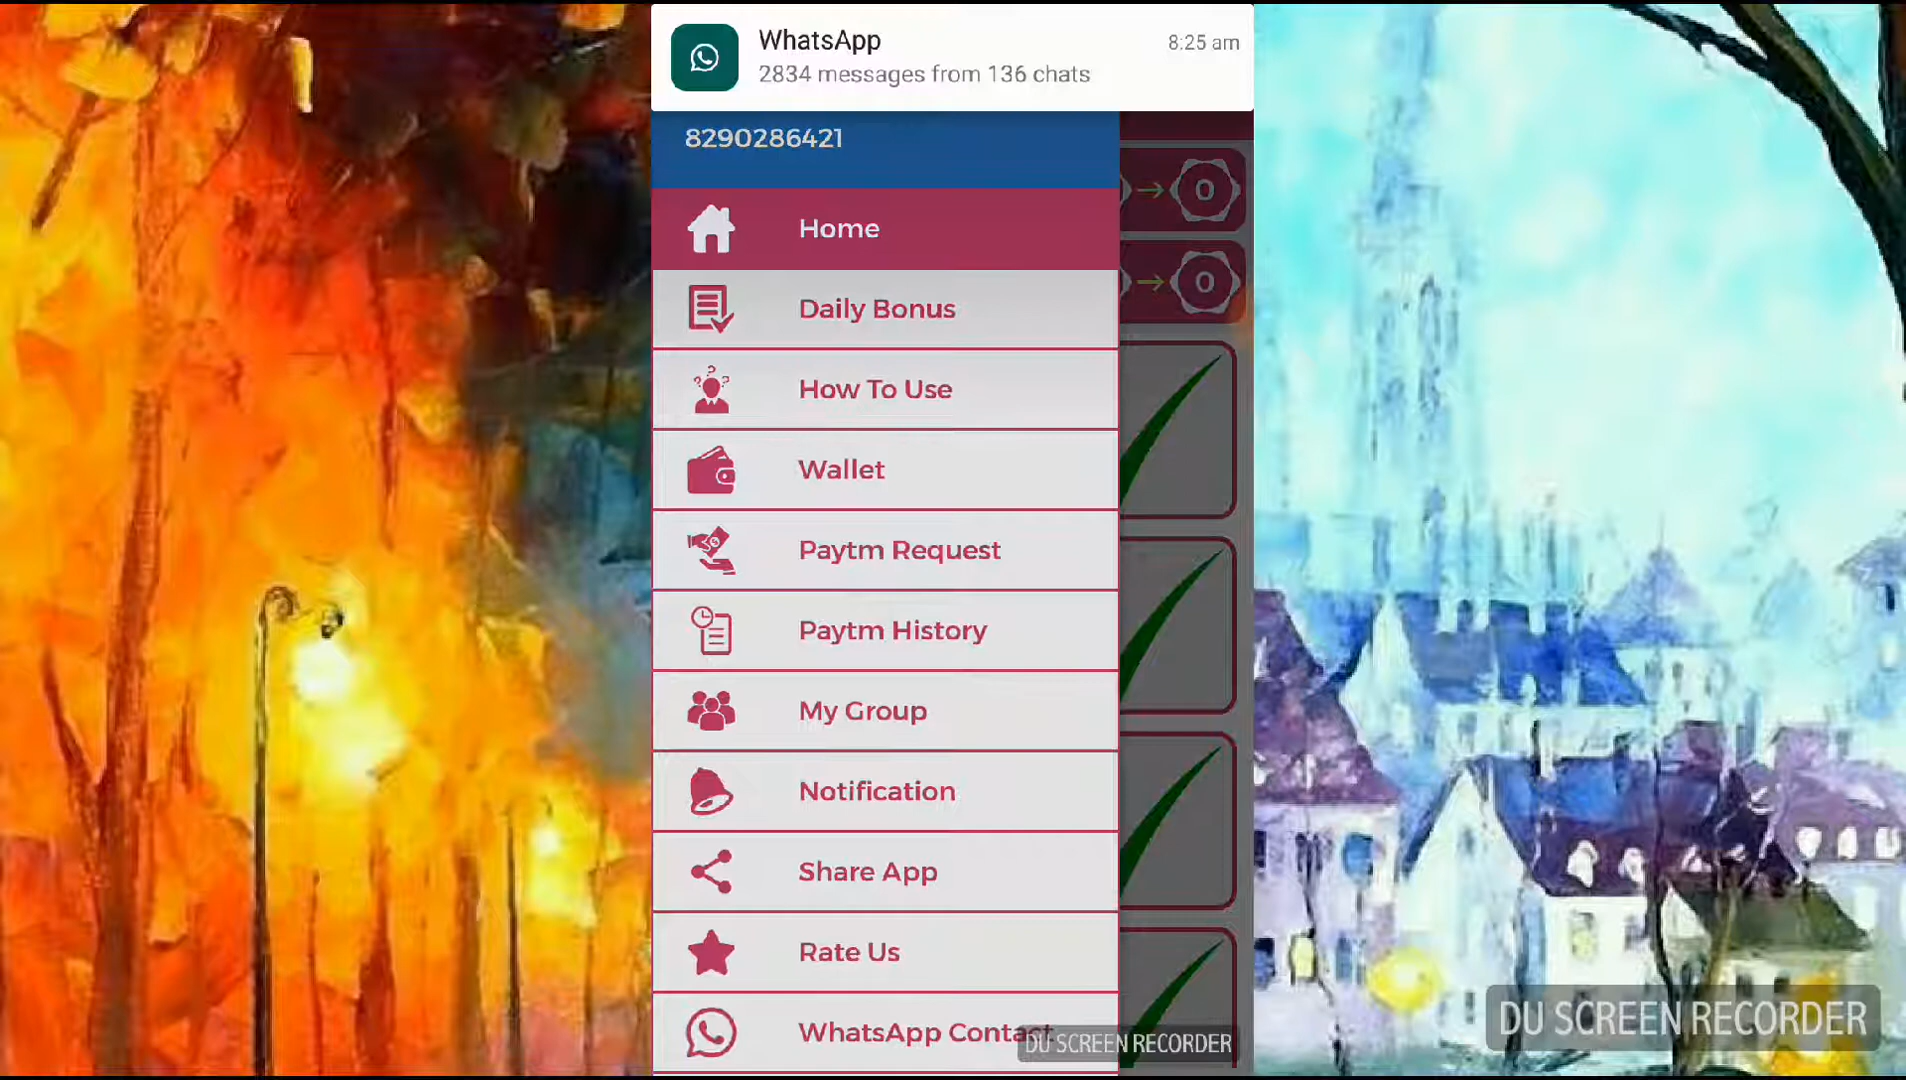 WhatsApp
8:25 am
2834 messages from 136 chats
8290286421
Home
Daily Bonus
How To Use
Wallet
Paytm Request
Paytm History
My Group
Notification
Share App
Rate Us
WhatsApp Contact
0
0
DU SCREEN RECORDER
DU SCREEN RECORDER